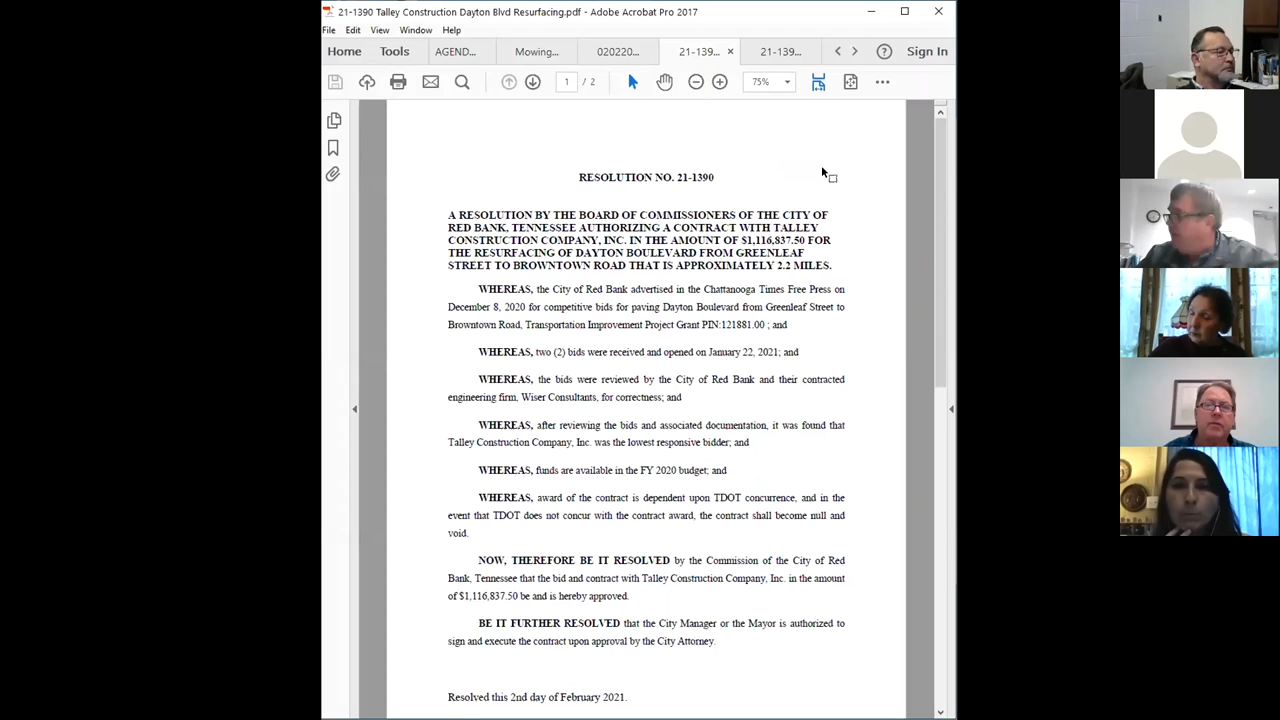 21-1390 Talley Construction Dayton Blvd Resurfacing.pdf - Adobe Acrobat Pro 2017
File Edit View Window Help
Home Tools AGEND... Mowing... 020220... 21-139... × 21-139... Sign In
1 / 2 75%
RESOLUTION NO. 21-1390
A RESOLUTION BY THE BOARD OF COMMISSIONERS OF THE CITY OF
RED BANK, TENNESSEE AUTHORIZING A CONTRACT WITH TALLEY
CONSTRUCTION COMPANY, INC. IN THE AMOUNT OF $1,116,837.50 FOR
THE RESURFACING OF DAYTON BOULEVARD FROM GREENLEAF
STREET TO BROWNTOWN ROAD THAT IS APPROXIMATELY 2.2 MILES.
WHEREAS, the City of Red Bank advertised in the Chattanooga Times Free Press on
December 8, 2020 for competitive bids for paving Dayton Boulevard from Greenleaf Street to
Browntown Road, Transportation Improvement Project Grant PIN:121881.00 ; and
WHEREAS, two (2) bids were received and opened on January 22, 2021; and
WHEREAS, the bids were reviewed by the City of Red Bank and their contracted
engineering firm, Wiser Consultants, for correctness; and
WHEREAS, after reviewing the bids and associated documentation, it was found that
Talley Construction Company, Inc. was the lowest responsive bidder; and
WHEREAS, funds are available in the FY 2020 budget; and
WHEREAS, award of the contract is dependent upon TDOT concurrence, and in the
event that TDOT does not concur with the contract award, the contract shall become null and
void.
NOW, THEREFORE BE IT RESOLVED by the Commission of the City of Red
Bank, Tennessee that the bid and contract with Talley Construction Company, Inc. in the amount
of $1,116,837.50 be and is hereby approved.
BE IT FURTHER RESOLVED that the City Manager or the Mayor is authorized to
sign and execute the contract upon approval by the City Attorney.
Resolved this 2nd day of February 2021.